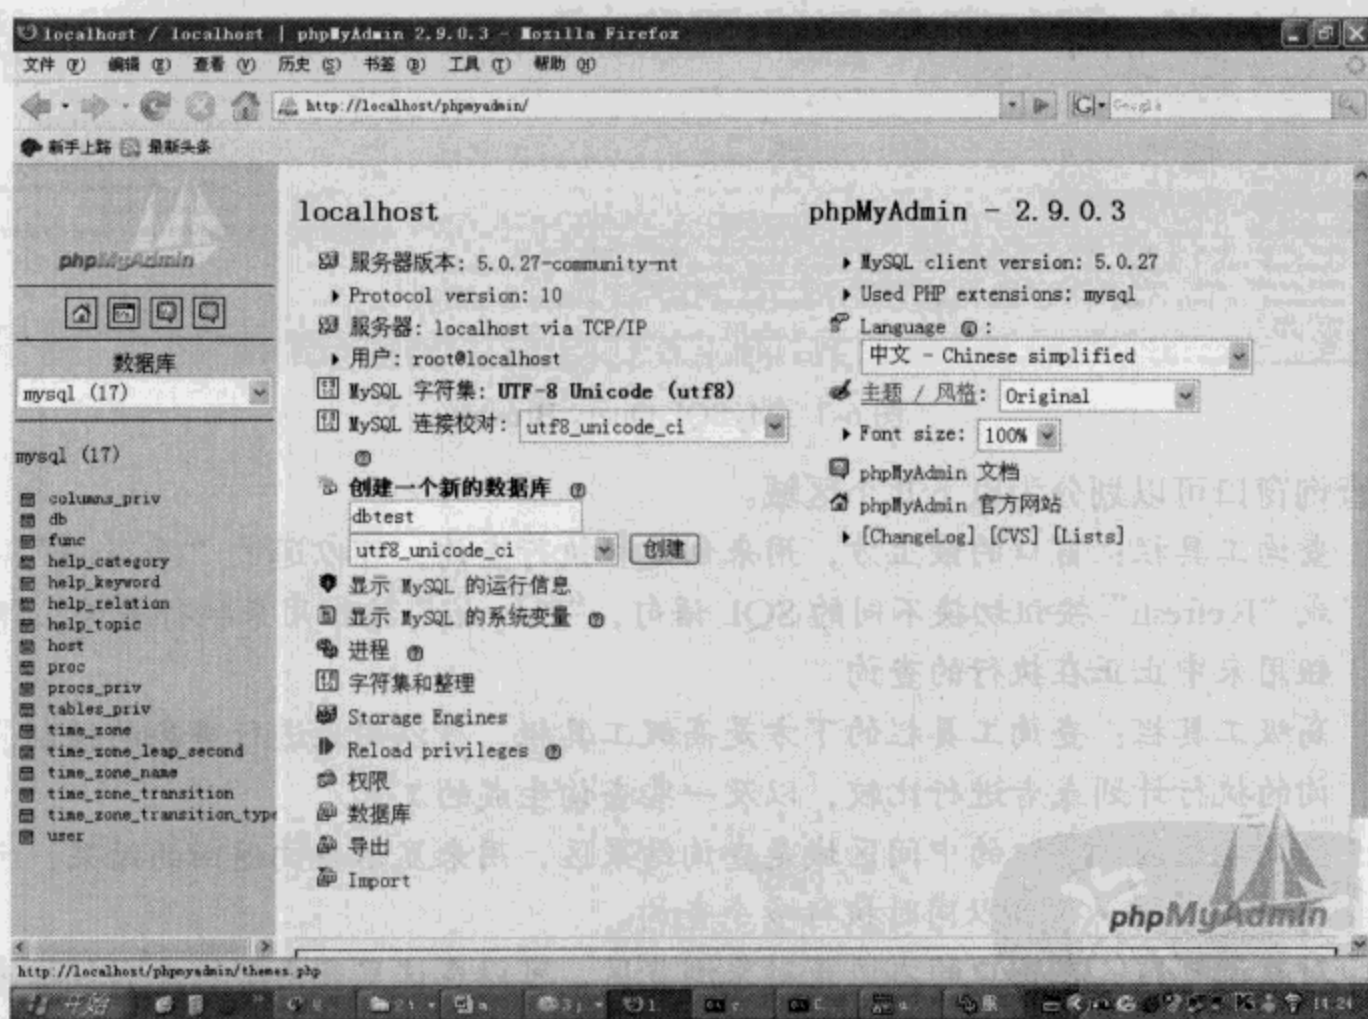 localhost / localhost | phpMyAdmin 2.9.0.3 - Mozilla Firefox
文件 (F) 编辑 (E) 查看 (V) 历史 (S) 书签 (B) 工具 (T) 帮助 (H)
http://localhost/phpmyadmin/
Google
新手上路 最新头条
phpMyAdmin
数据库
mysql (17)
mysql (17)
columns_priv
db
func
help_category
help_keyword
help_relation
help_topic
host
proc
procs_priv
tables_priv
time_zone
time_zone_leap_second
time_zone_name
time_zone_transition
time_zone_transition_type
user
localhost
服务器版本: 5.0.27-community-nt
Protocol version: 10
服务器: localhost via TCP/IP
用户: root@localhost
MySQL 字符集: UTF-8 Unicode (utf8)
MySQL 连接校对: utf8_unicode_ci
创建一个新的数据库
dbtest
utf8_unicode_ci 创建
显示 MySQL 的运行信息
显示 MySQL 的系统变量
进程
字符集和整理
Storage Engines
Reload privileges
权限
数据库
导出
Import
phpMyAdmin - 2.9.0.3
MySQL client version: 5.0.27
Used PHP extensions: mysql
Language :
中文 - Chinese simplified
主题 / 风格: Original
Font size: 100%
phpMyAdmin 文档
phpMyAdmin 官方网站
[ChangeLog] [CVS] [Lists]
phpMyAdmin
http://localhost/phpmyadmin/themes.php
开始
14:24